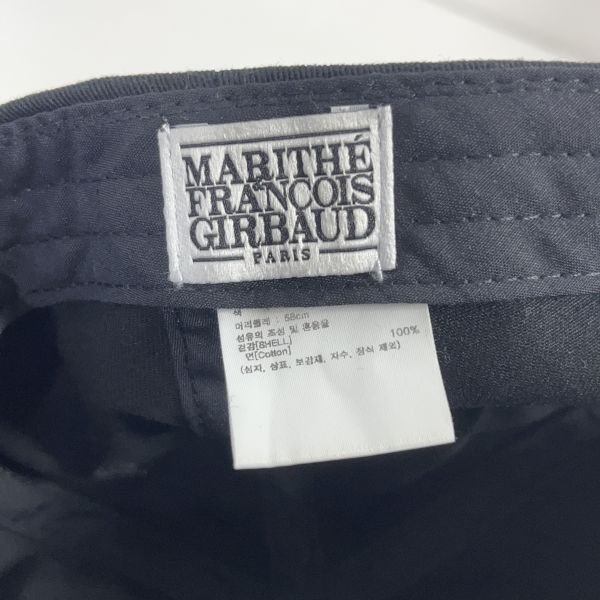 MARITHÉ
FRANCOIS
GIRBAUD
PARIS
색
머리둘레 : 58cm
섬유의 조성 및 혼용율
겉감[SHELL]
면[Cotton] 100%
(심지, 상표, 보강재, 자수, 장식 제외)